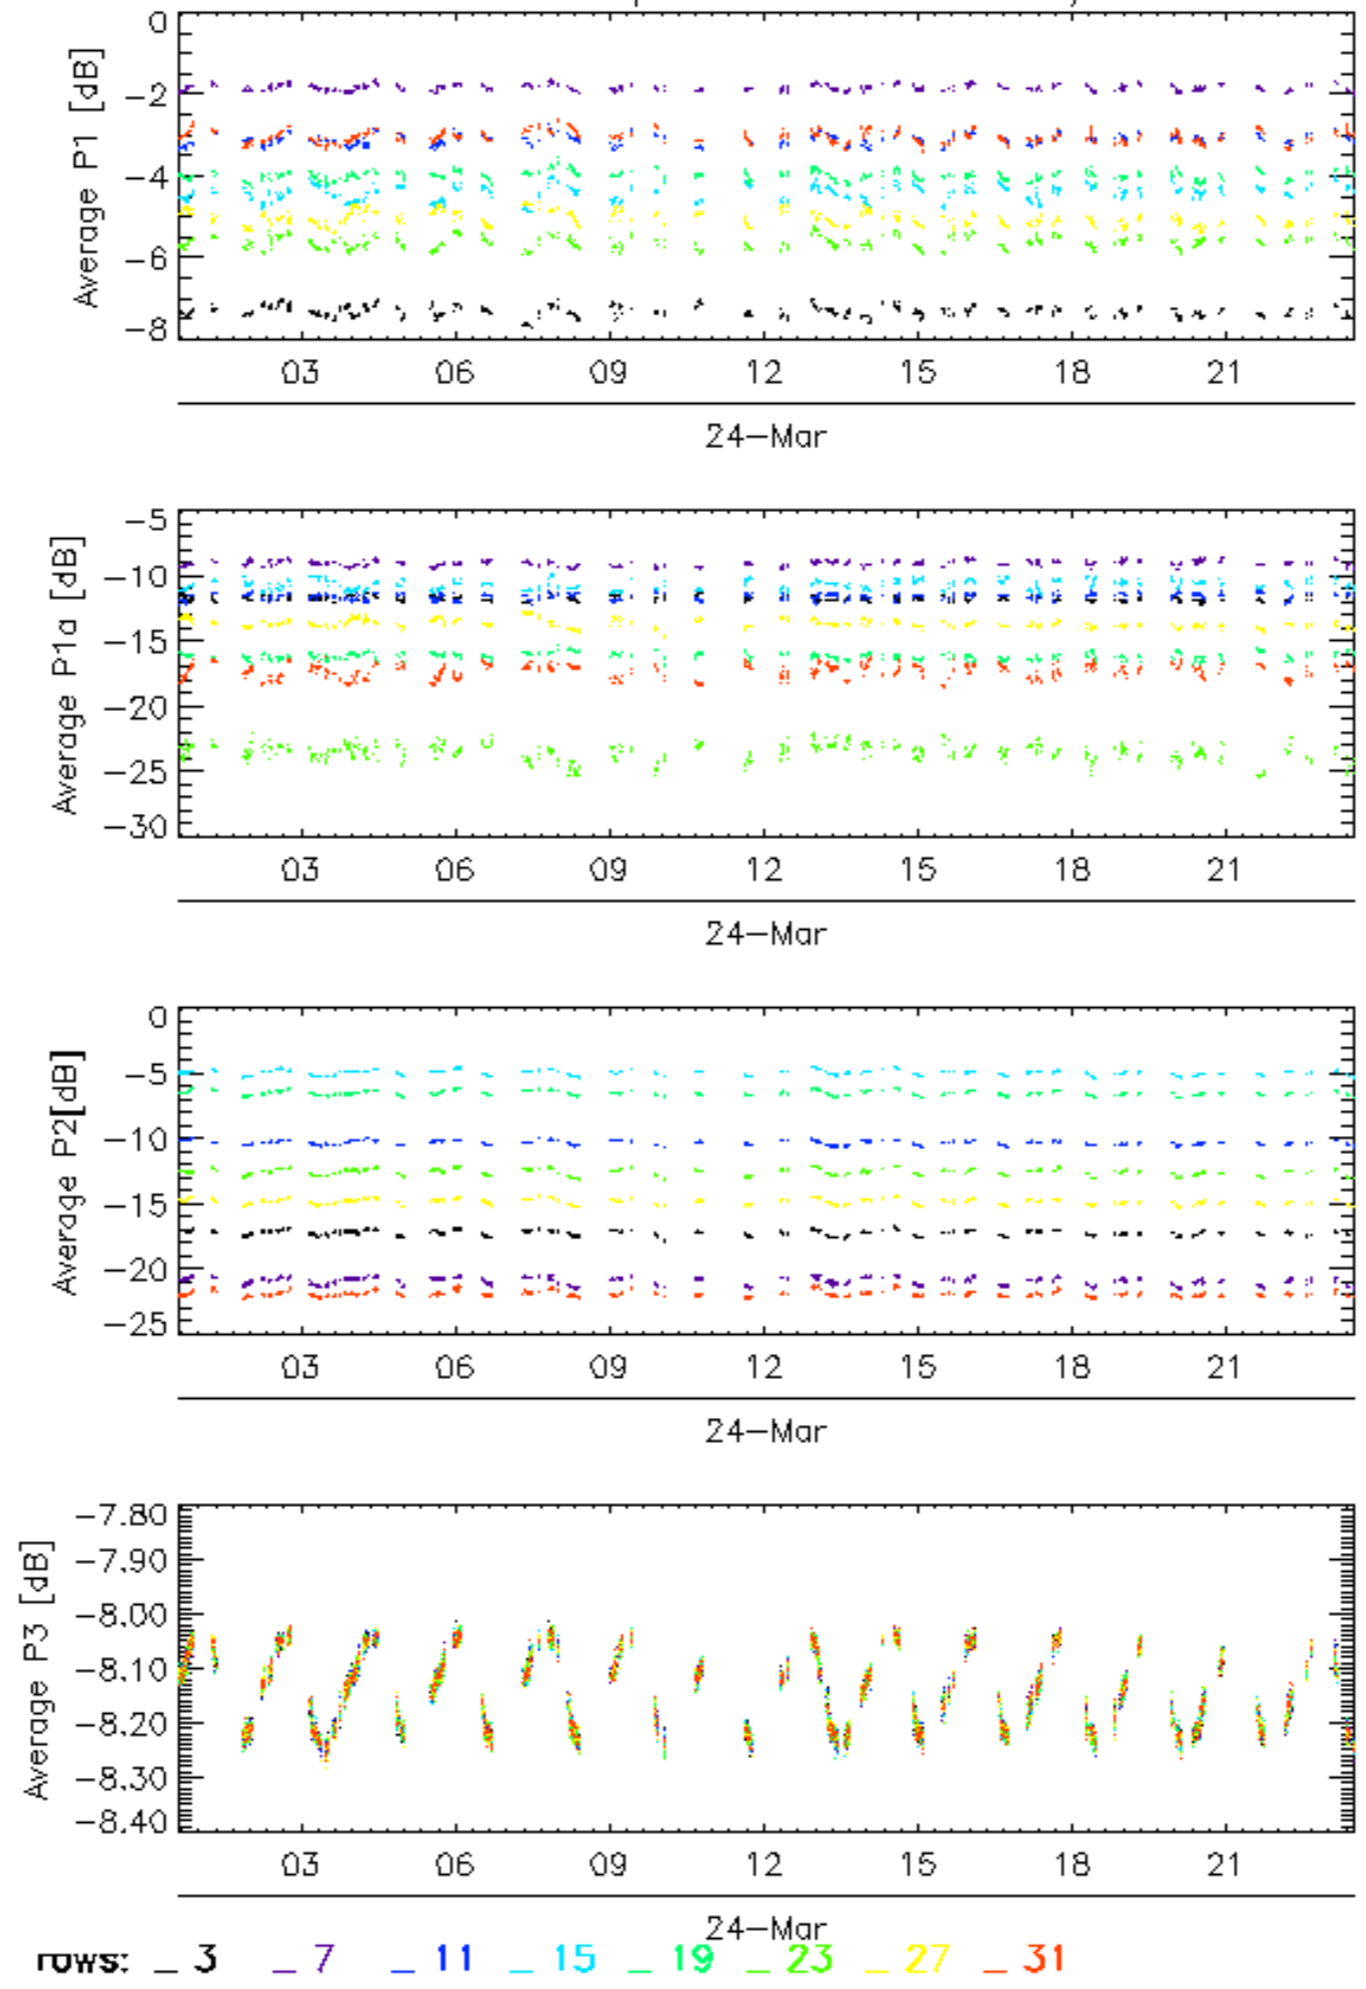 0
-2
-4
-6
-8
Average P1 [dB]
03 06 09 12 15 18 21
24-Mar
-5
-10
-15
-20
-25
-30
Average P1a [dB]
03 06 09 12 15 18 21
24-Mar
0
-5
-10
-15
-20
-25
Average P2[dB]
03 06 09 12 15 18 21
24-Mar
-7.80
-7.90
-8.00
-8.10
-8.20
-8.30
-8.40
Average P3 [dB]
03 06 09 12 15 18 21
24-Mar
rows: _ 3 _ 7 _ 11 _ 15 _ 19 _ 23 _ 27 _ 31